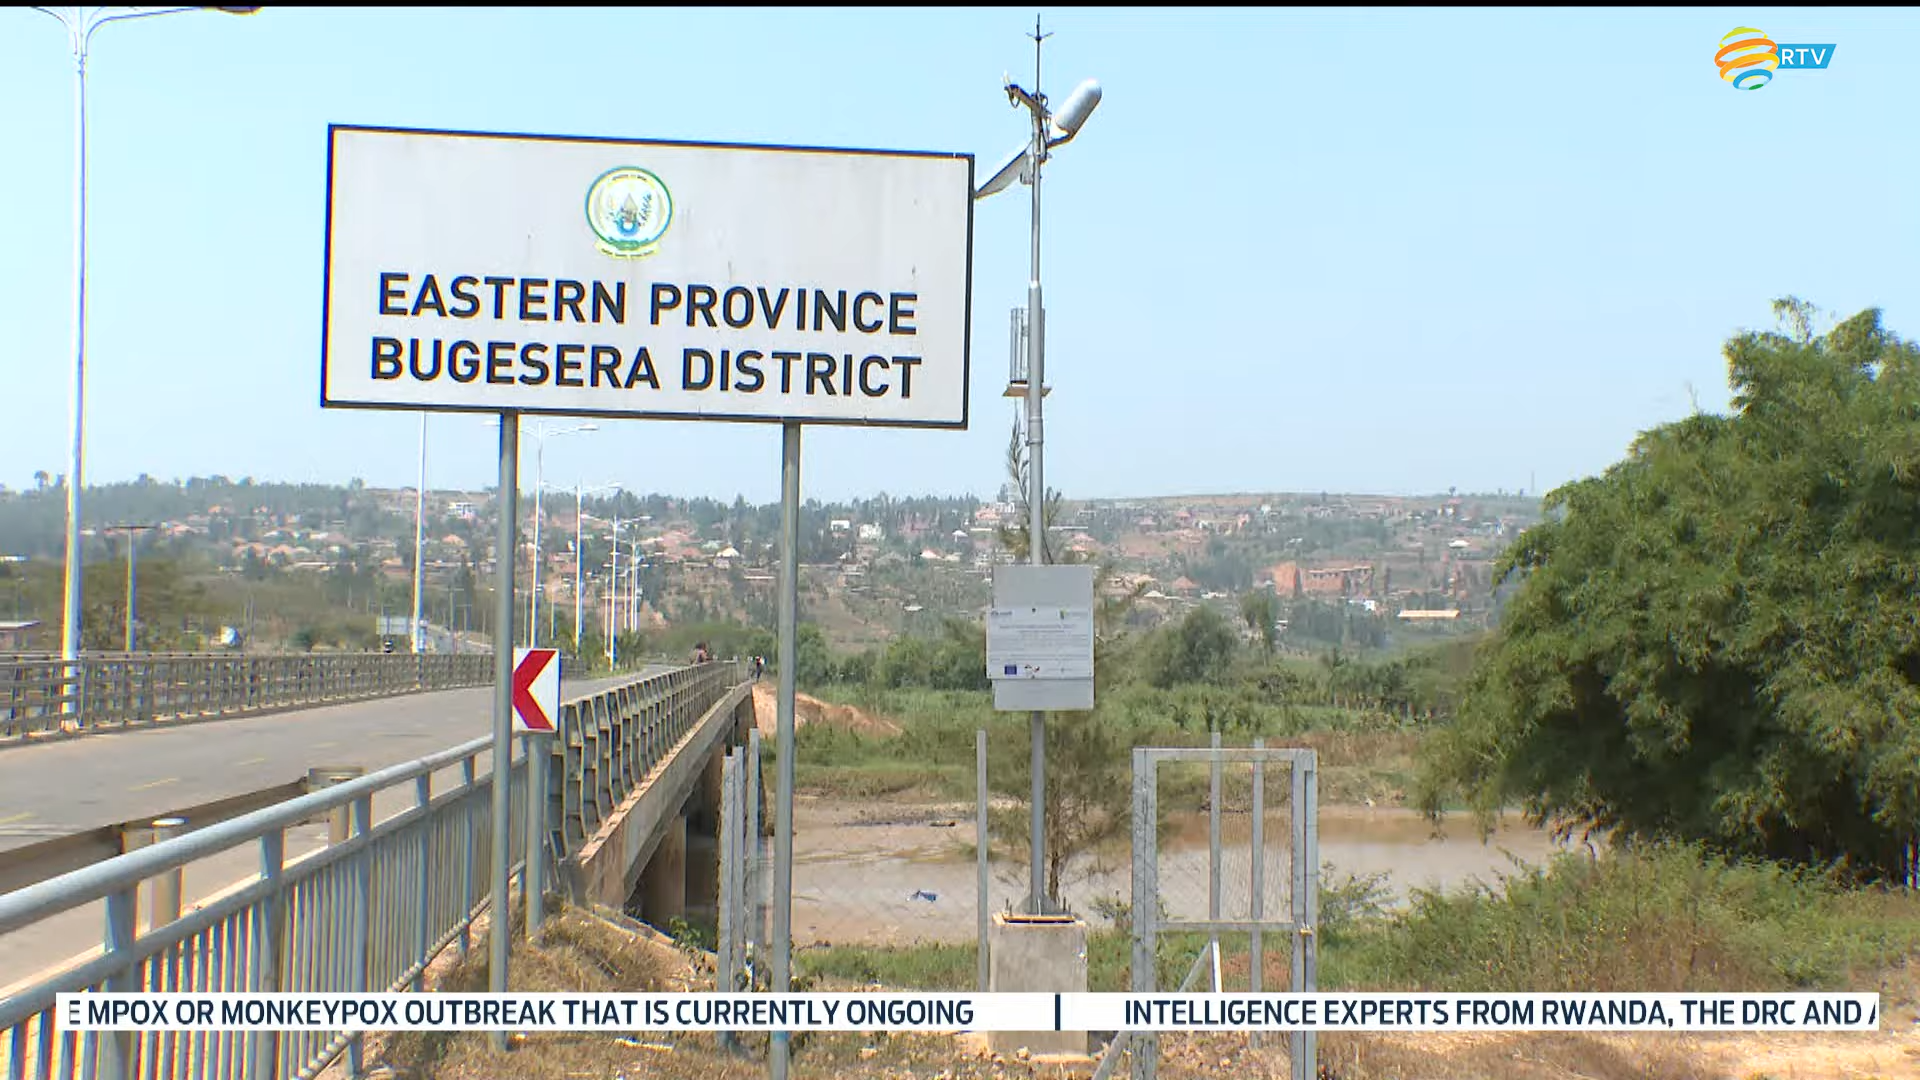 RTV
EASTERN PROVINCE
BUGESERA DISTRICT
MPOX OR MONKEYPOX OUTBREAK THAT IS CURRENTLY ONGOING | INTELLIGENCE EXPERTS FROM RWANDA, THE DRC AND